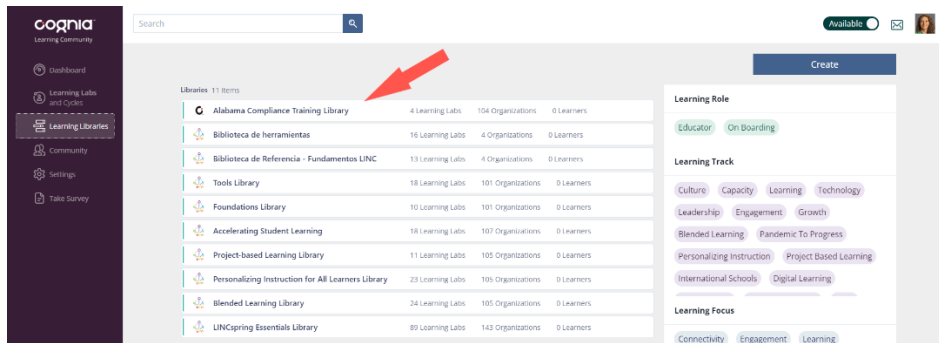 cognia
Learning Community
Search
Available
Dashboard
Learning Labs
and Cycles
Learning Libraries
Community
Settings
Take Survey
Create
Libraries 11 Items
Alabama Compliance Training Library 4 Learning Labs 104 Organizations 0 Learners
Biblioteca de herramientas 16 Learning Labs 4 Organizations 0 Learners
Biblioteca de Referencia - Fundamentos LINC 13 Learning Labs 4 Organizations 0 Learners
Tools Library 18 Learning Labs 101 Organizations 0 Learners
Foundations Library 10 Learning Labs 101 Organizations 0 Learners
Accelerating Student Learning 18 Learning Labs 107 Organizations 0 Learners
Project-based Learning Library 11 Learning Labs 105 Organizations 0 Learners
Personalizing Instruction for All Learners Library 23 Learning Labs 105 Organizations 0 Learners
Blended Learning Library 24 Learning Labs 105 Organizations 0 Learners
LINCspring Essentials Library 89 Learning Labs 143 Organizations 0 Learners
Learning Role
Educator On Boarding
Learning Track
Culture Capacity Learning Technology
Leadership Engagement Growth
Blended Learning Pandemic To Progress
Personalizing Instruction Project Based Learning
International Schools Digital Learning
Learning Focus
Connectivity Engagement Learning